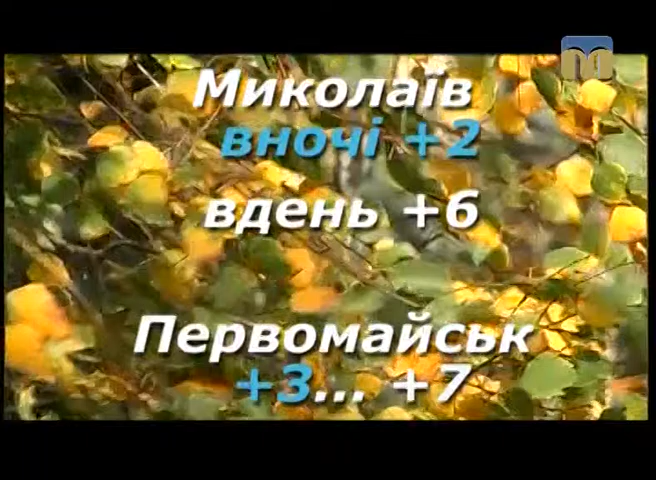 Миколаїв
вночі +2
вдень +6
Первомайськ
+3... +7